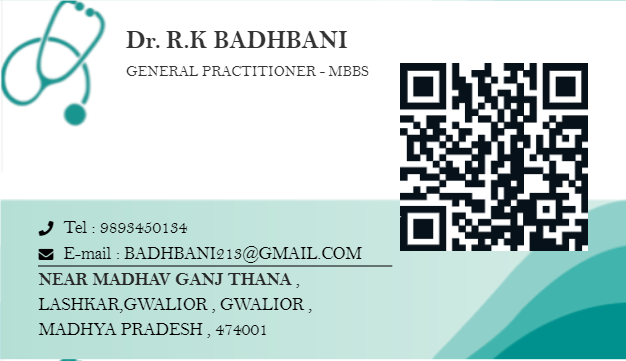 Dr. R.K BADHBANI
GENERAL PRACTITIONER - MBBS
Tel : 9893450134
E-mail : BADHBANI213@GMAIL.COM
NEAR MADHAV GANJ THANA ,
LASHKAR,GWALIOR , GWALIOR ,
MADHYA PRADESH , 474001